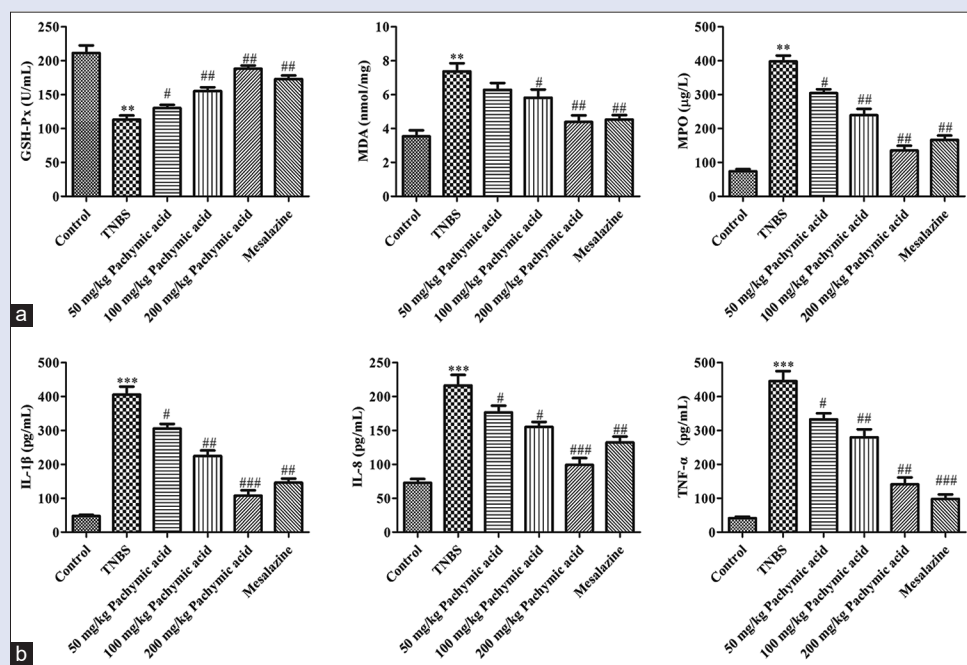 GSH-Px (U/mL)
250
200
150
100
50
0
**
#
##
##
##
Control
TNBS
50 mg/kg Pachymic acid
100 mg/kg Pachymic acid
200 mg/kg Pachymic acid
Mesalazine
MDA (nmol/mg)
10
8
6
4
2
0
**
#
##
##
Control
TNBS
50 mg/kg Pachymic acid
100 mg/kg Pachymic acid
200 mg/kg Pachymic acid
Mesalazine
MPO (μg/L)
500
400
300
200
100
0
**
#
##
##
##
Control
TNBS
50 mg/kg Pachymic acid
100 mg/kg Pachymic acid
200 mg/kg Pachymic acid
Mesalazine
a
IL-1β (pg/mL)
500
400
300
200
100
0
***
#
##
###
##
Control
TNBS
50 mg/kg Pachymic acid
100 mg/kg Pachymic acid
200 mg/kg Pachymic acid
Mesalazine
IL-8 (pg/mL)
250
200
150
100
50
0
***
#
#
###
##
Control
TNBS
50 mg/kg Pachymic acid
100 mg/kg Pachymic acid
200 mg/kg Pachymic acid
Mesalazine
TNF-α (pg/mL)
500
400
300
200
100
0
***
#
##
##
###
Control
TNBS
50 mg/kg Pachymic acid
100 mg/kg Pachymic acid
200 mg/kg Pachymic acid
Mesalazine
b